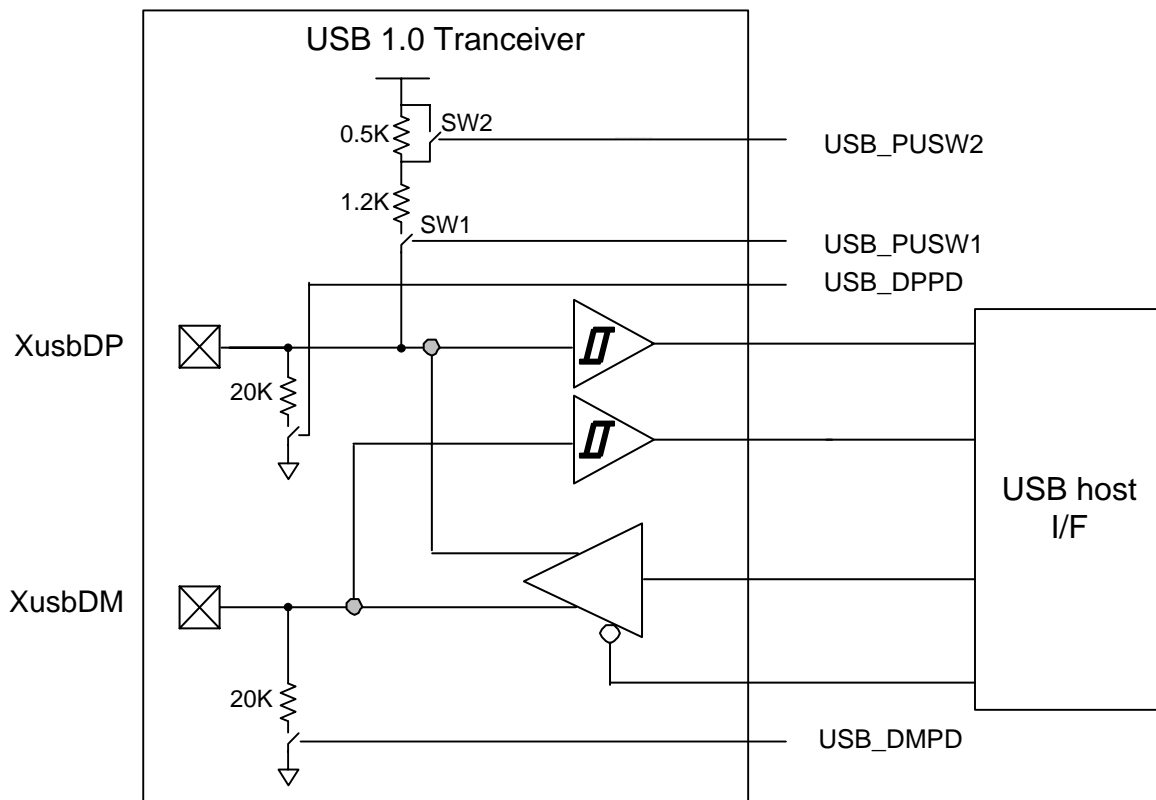 USB 1.0 Tranceiver
0.5K
SW2
USB_PUSW2
1.2K
SW1
USB_PUSW1
USB_DPPD
XusbDP
20K
USB host
I/F
XusbDM
20K
USB_DMPD